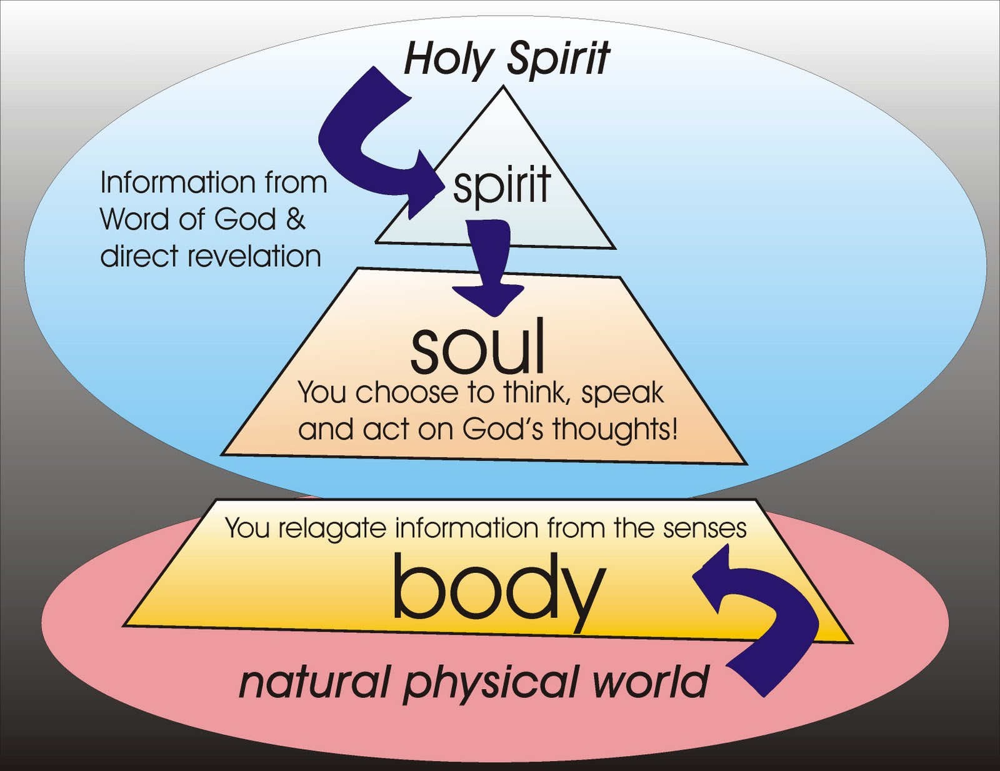 Holy Spirit
Information from
Word of God &
direct revelation
spirit
soul
You choose to think, speak
and act on God's thoughts!
You relagate information from the senses
body
natural physical world